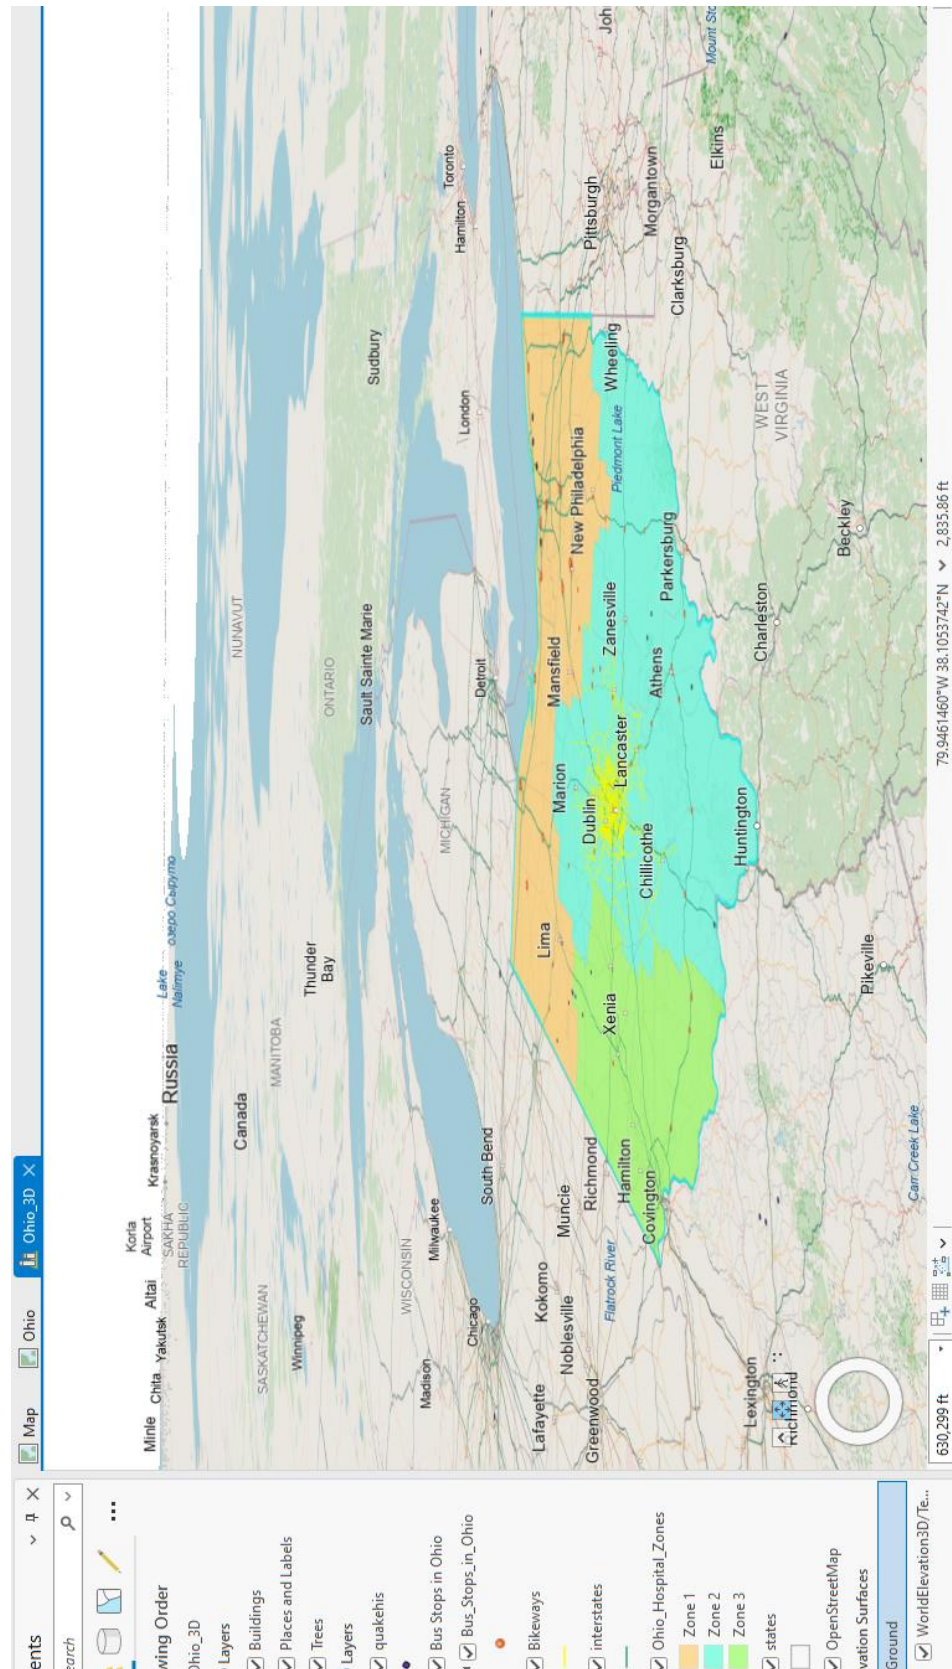 Map
Ohio
Ohio_3D
ents
earch
wing Order
Ohio_3D
Layers
Buildings
Places and Labels
Trees
Layers
quakehis
Bus Stops in Ohio
Bus_Stops_in_Ohio
Bikeways
interstates
Ohio_Hospital_Zones
Zone 1
Zone 2
Zone 3
states
OpenStreetMap
vation Surfaces
Ground
WorldElevation3D/Te...
Minle
Chita
Yakutsk
Altai
Korla
Airport
Krasnoyarsk
SAKHA
REPUBLIC
Russia
Lake
Nalimye
озеро Сыруто
SASKATCHEWAN
Winnipeg
Canada
MANITOBA
NUNAVUT
Thunder
Bay
ONTARIO
Sault Sainte Marie
Sudbury
WISCONSIN
Madison
Milwaukee
MICHIGAN
Hamilton
Toronto
Chicago
South Bend
Detroit
London
Lafayette
Kokomo
Noblesville
Muncie
Lima
Marion
Mansfield
New Philadelphia
Pittsburgh
John
Greenwood
Flatrock River
Richmond
Hamilton
Covington
Xenia
Dublin
Lancaster
Zanesville
Piedmont Lake
Wheeling
Morgantown
Chillicothe
Athens
Parkersburg
Clarksburg
Elkins
Mount Sto
Lexington
Richmond
Huntington
Charleston
WEST
VIRGINIA
Beckley
Pikeville
Carr Creek Lake
630,299 ft
79.9461460°W 38.1053742°N
2,835.86 ft